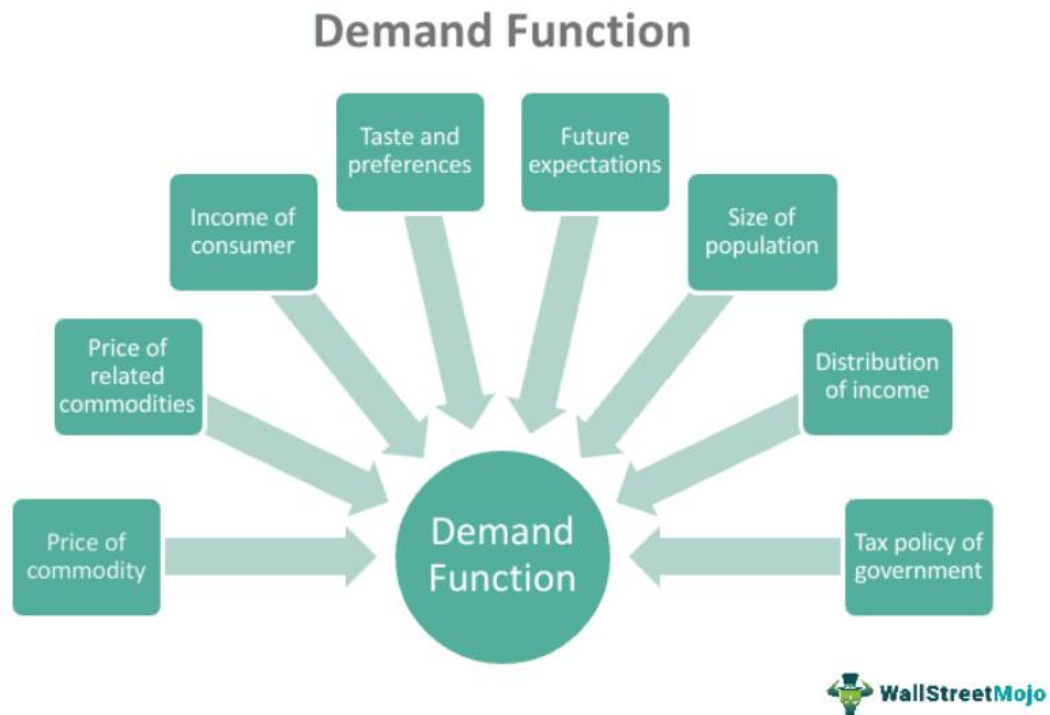 Demand Function
Taste and
preferences
Future
expectations
Income of
consumer
Size of
population
Price of
related
commodities
Distribution
of income
Price of
commodity
Demand
Function
Tax policy of
government
WallStreetMojo